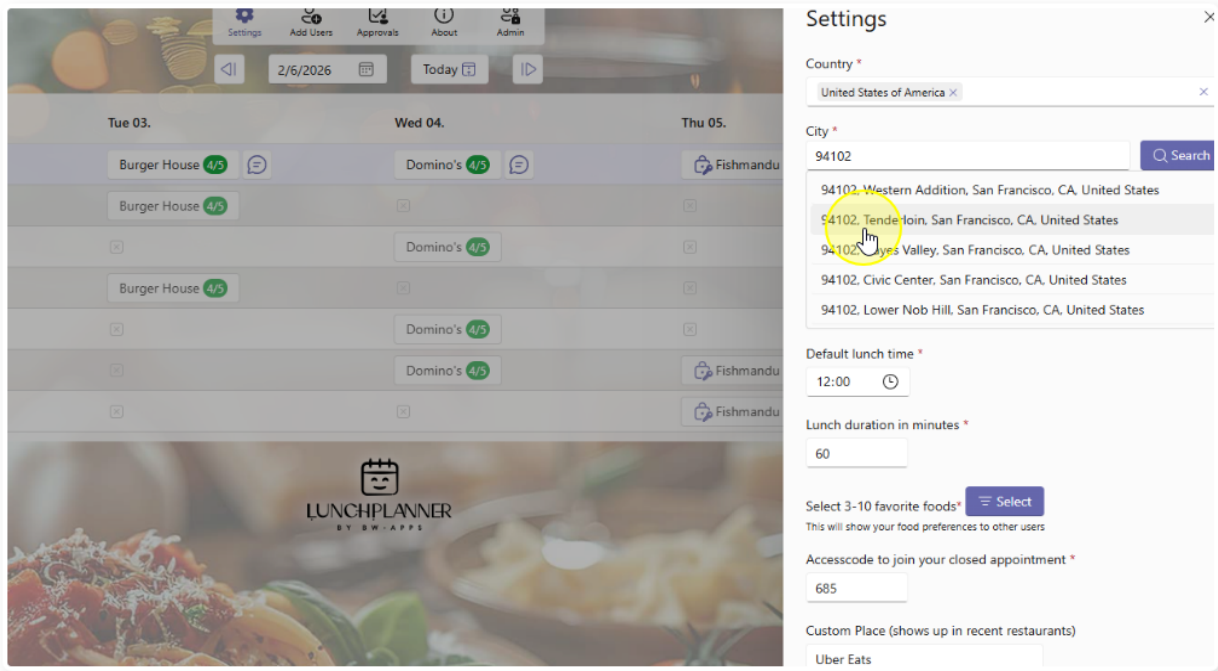 Settings Add Users Approvals About Admin
2/6/2026 Today
Tue 03. Wed 04. Thu 05.
Burger House 4/5 Domino's 4/5 Fishmandu
Burger House 4/5
Domino's 4/5
Burger House 4/5
Domino's 4/5
Domino's 4/5 Fishmandu
Fishmandu
LUNCHPLANNER
BY BW-APPS
Settings
Country *
United States of America
City *
94102 Search
94102, Western Addition, San Francisco, CA, United States
94102, Tenderloin, San Francisco, CA, United States
94102, Hayes Valley, San Francisco, CA, United States
94102, Civic Center, San Francisco, CA, United States
94102, Lower Nob Hill, San Francisco, CA, United States
Default lunch time *
12:00
Lunch duration in minutes *
60
Select 3-10 favorite foods* Select
This will show your food preferences to other users
Accesscode to join your closed appointment *
685
Custom Place (shows up in recent restaurants)
Uber Eats